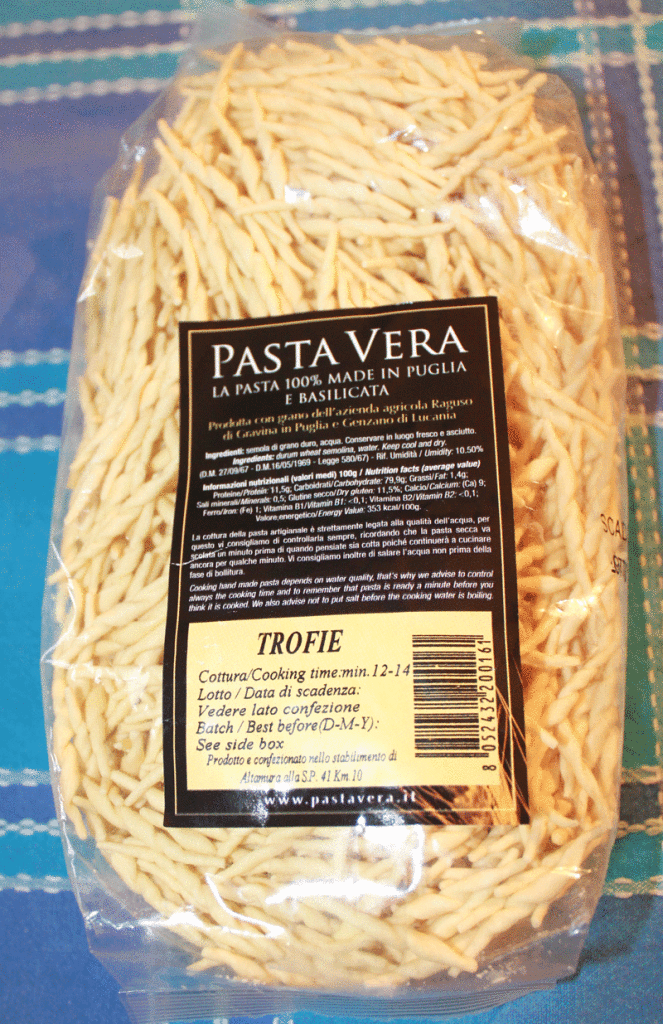 PASTA VERA
LA PASTA 100% MADE IN PUGLIA
E BASILICATA
Prodotta con grano dell'azienda agricola Raguso
di Gravina in Puglia e Genzano di Lucania
Ingredienti: semola di grano duro, acqua. Conservare in luogo fresco e asciutto.
Ingredients: durum wheat semolina, water. Keep cool and dry.
(D.M. 27/09/67 - D.M.16/05/1969 - Legge 580/67) - Rif. Umidità / Umidity: 10.50%
Informazioni nutrizionali (valori medi) 100g / Nutrition facts (average value)
Proteine/Protein: 11,5g; Carboidrati/Carbohydrate: 79,9g; Grassi/Fat: 1,4g;
Sali minerali/Minerals: 0,5; Glutine secco/Dry gluten: 11,5%; Calcio/Calcium: (Ca) 9;
Ferro/Iron: (Fe) 1; Vitamina B1/Vitamin B1: <0,1; Vitamina B2/Vitamin B2: <0,1;
Valore energetico/Energy Value: 353 kcal/100g.
La cottura della pasta artigianale è strettamente legata alla qualità dell'acqua, per
questo vi consigliamo di controllarla sempre, ricordando che la pasta secca va
scolata un minuto prima di quando pensiate sia cotta poiché continuerà a cucinare
ancora per qualche minuto. Vi consigliamo inoltre di salare l'acqua non prima della
fase di bollitura.
Cooking hand made pasta depends on water quality, that's why we advise to control
always the cooking time and to remember that pasta is ready a minute before you
think it is cooked. We also advise not to put salt before the cooking water is boiling.
TROFIE
Cottura/Cooking time:min.12-14
Lotto / Data di scadenza:
Vedere lato confezione
Batch / Best before(D-M-Y):
See side box
Prodotto e confezionato nello stabilimento di
Altamura alla S.P. 41 Km.10
8 052432 200161
www.pastavera.it
SCAD